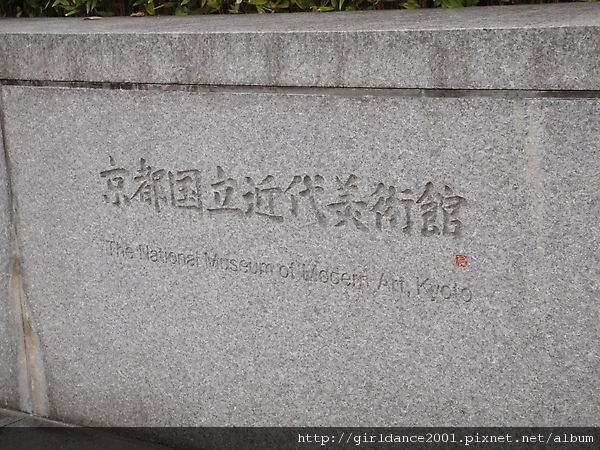 京都国立近代美術館
The National Museum of Modern Art, Kyoto
http://girldance2001.pixnet.net/album